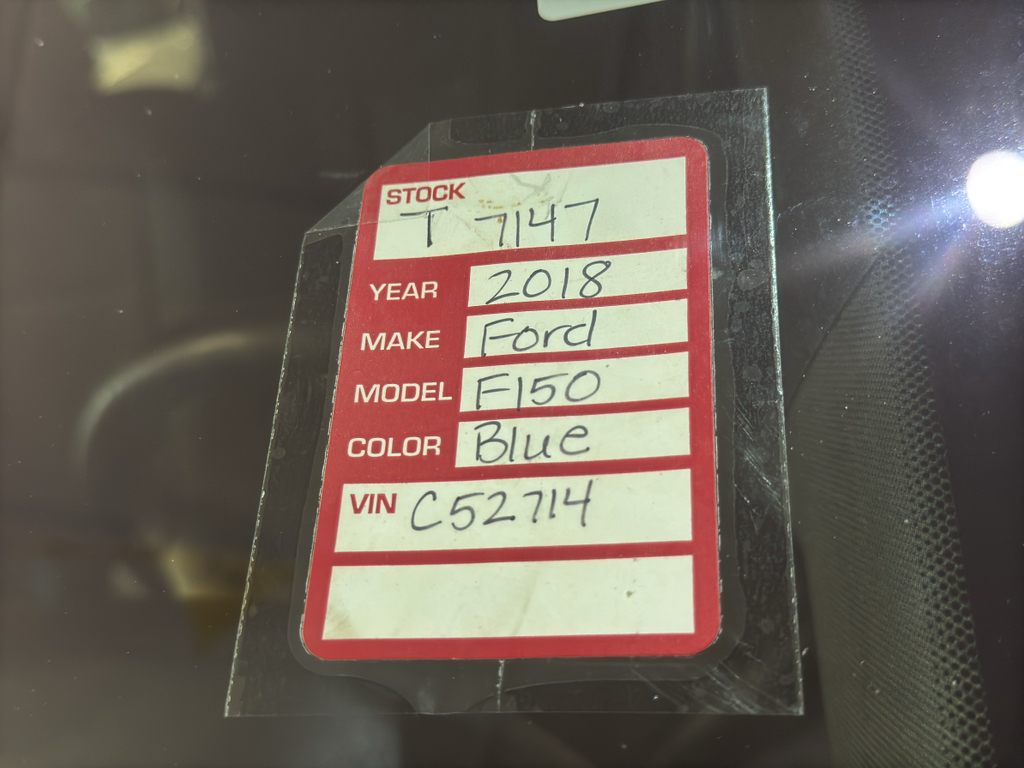 STOCK
T 7147
YEAR 2018
MAKE Ford
MODEL F150
COLOR Blue
VIN C52714